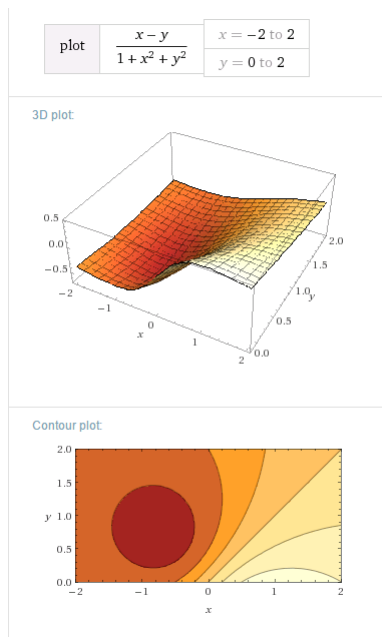 plot x − y / 1 + x² + y² x = −2 to 2
y = 0 to 2
3D plot:
0.5
0.0
−0.5
−2
−1
0
x
1
2
0.0
0.5
1.0
y
1.5
2.0
Contour plot:
2.0
1.5
y 1.0
0.5
0.0
−2 −1 0 1 2
x